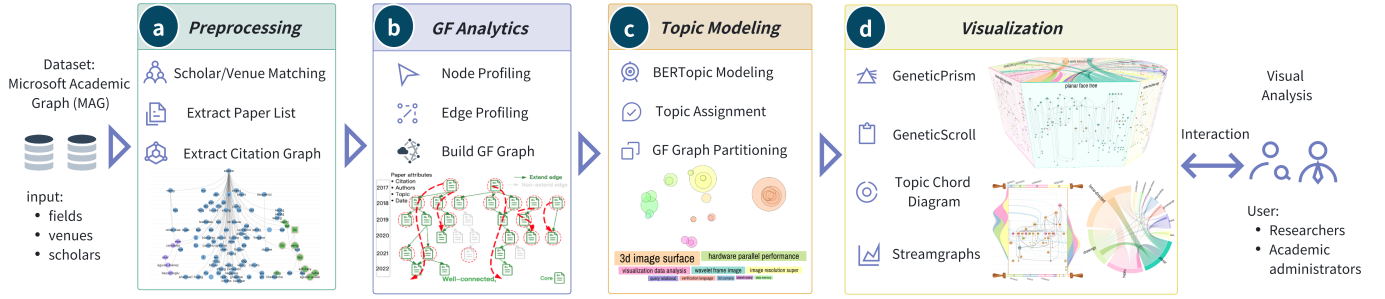 Dataset:
Microsoft Academic
Graph (MAG)
input:
• fields
• venues
• scholars
a
Preprocessing
Scholar/Venue Matching
Extract Paper List
Extract Citation Graph
b
GF Analytics
Node Profiling
Edge Profiling
Build GF Graph
Paper attributes
• Citation
• Authors
• Topic
• Date
Extend edge
Non-extend edge
2017
2018
2019
2020
2021
2022
Well-connected
Core
c
Topic Modeling
BERTopic Modeling
Topic Assignment
GF Graph Partitioning
3d image surface
hardware parallel performance
visualization data analysis
wavelet frame image
image resolution super
d
Visualization
GeneticPrism
GeneticScroll
Topic Chord
Diagram
Streamgraphs
planar face tree
Interaction
Visual
Analysis
User:
• Researchers
• Academic
administrators